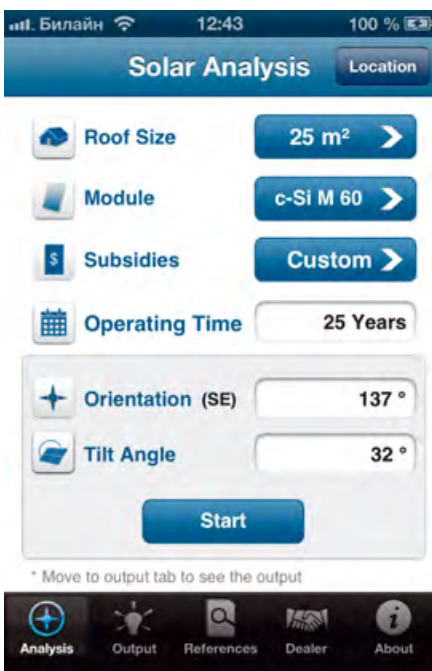 Билайн 12:43 100 %
Solar Analysis Location
Roof Size 25 m²
Module c-Si M 60
$ Subsidies Custom
Operating Time 25 Years
Orientation (SE) 137 °
Tilt Angle 32 °
Start
* Move to output tab to see the output
Analysis Output References Dealer About